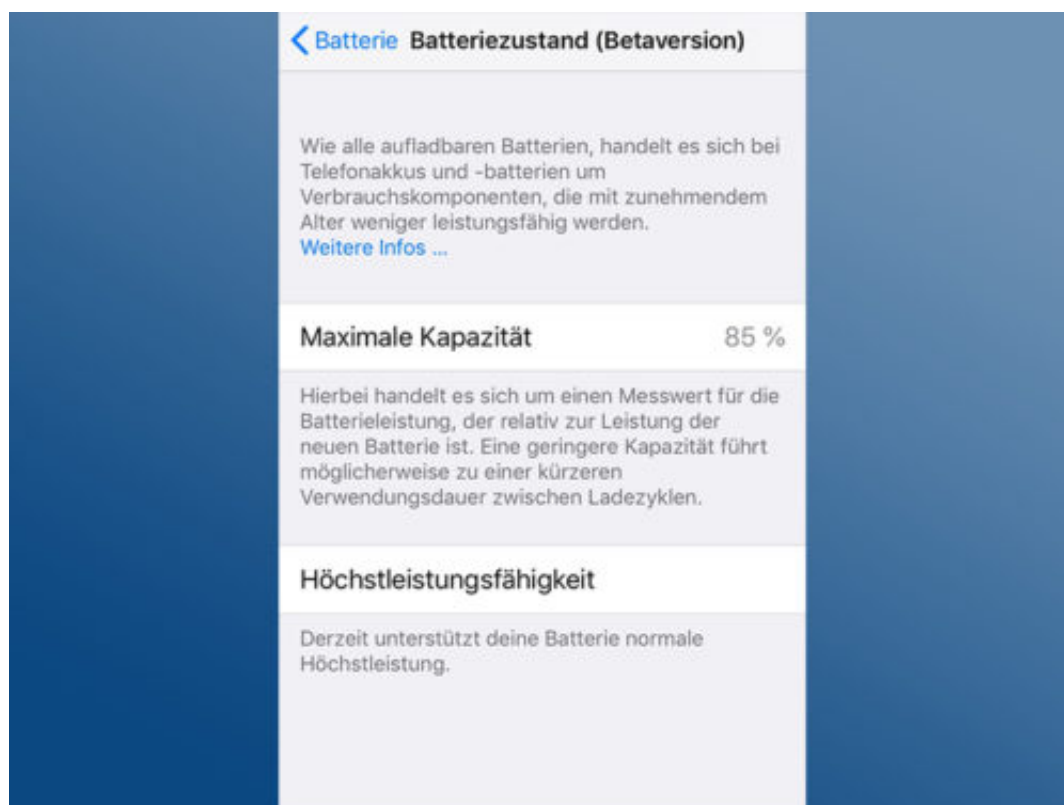 Batterie Batteriezustand (Betaversion)
Wie alle aufladbaren Batterien, handelt es sich bei
Telefonakkus und -batterien um
Verbrauchskomponenten, die mit zunehmendem
Alter weniger leistungsfähig werden.
Weitere Infos ...
Maximale Kapazität 85 %
Hierbei handelt es sich um einen Messwert für die
Batterieleistung, der relativ zur Leistung der
neuen Batterie ist. Eine geringere Kapazität führt
möglicherweise zu einer kürzeren
Verwendungsdauer zwischen Ladezyklen.
Höchstleistungsfähigkeit
Derzeit unterstützt deine Batterie normale
Höchstleistung.